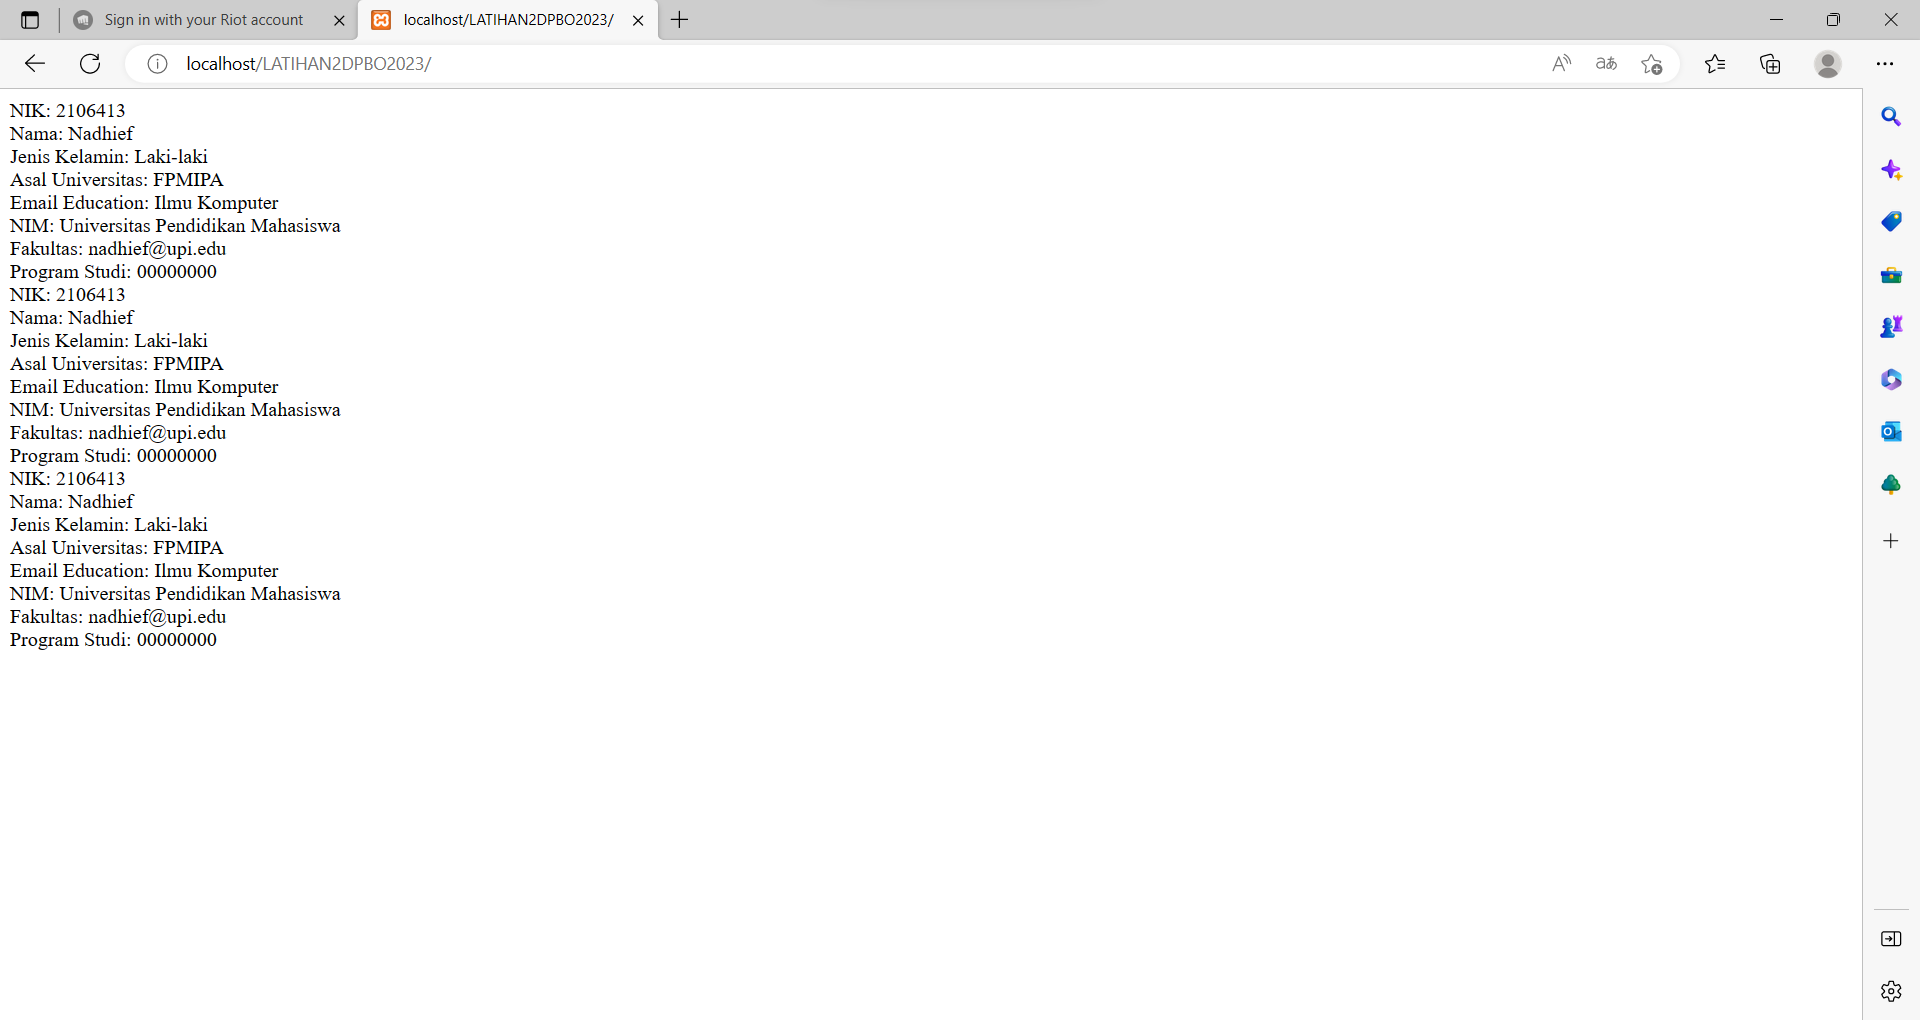 Sign in with your Riot account
localhost/LATIHAN2DPBO2023/
localhost/LATIHAN2DPBO2023/
NIK: 2106413
Nama: Nadhief
Jenis Kelamin: Laki-laki
Asal Universitas: FPMIPA
Email Education: Ilmu Komputer
NIM: Universitas Pendidikan Mahasiswa
Fakultas: nadhief@upi.edu
Program Studi: 00000000
NIK: 2106413
Nama: Nadhief
Jenis Kelamin: Laki-laki
Asal Universitas: FPMIPA
Email Education: Ilmu Komputer
NIM: Universitas Pendidikan Mahasiswa
Fakultas: nadhief@upi.edu
Program Studi: 00000000
NIK: 2106413
Nama: Nadhief
Jenis Kelamin: Laki-laki
Asal Universitas: FPMIPA
Email Education: Ilmu Komputer
NIM: Universitas Pendidikan Mahasiswa
Fakultas: nadhief@upi.edu
Program Studi: 00000000